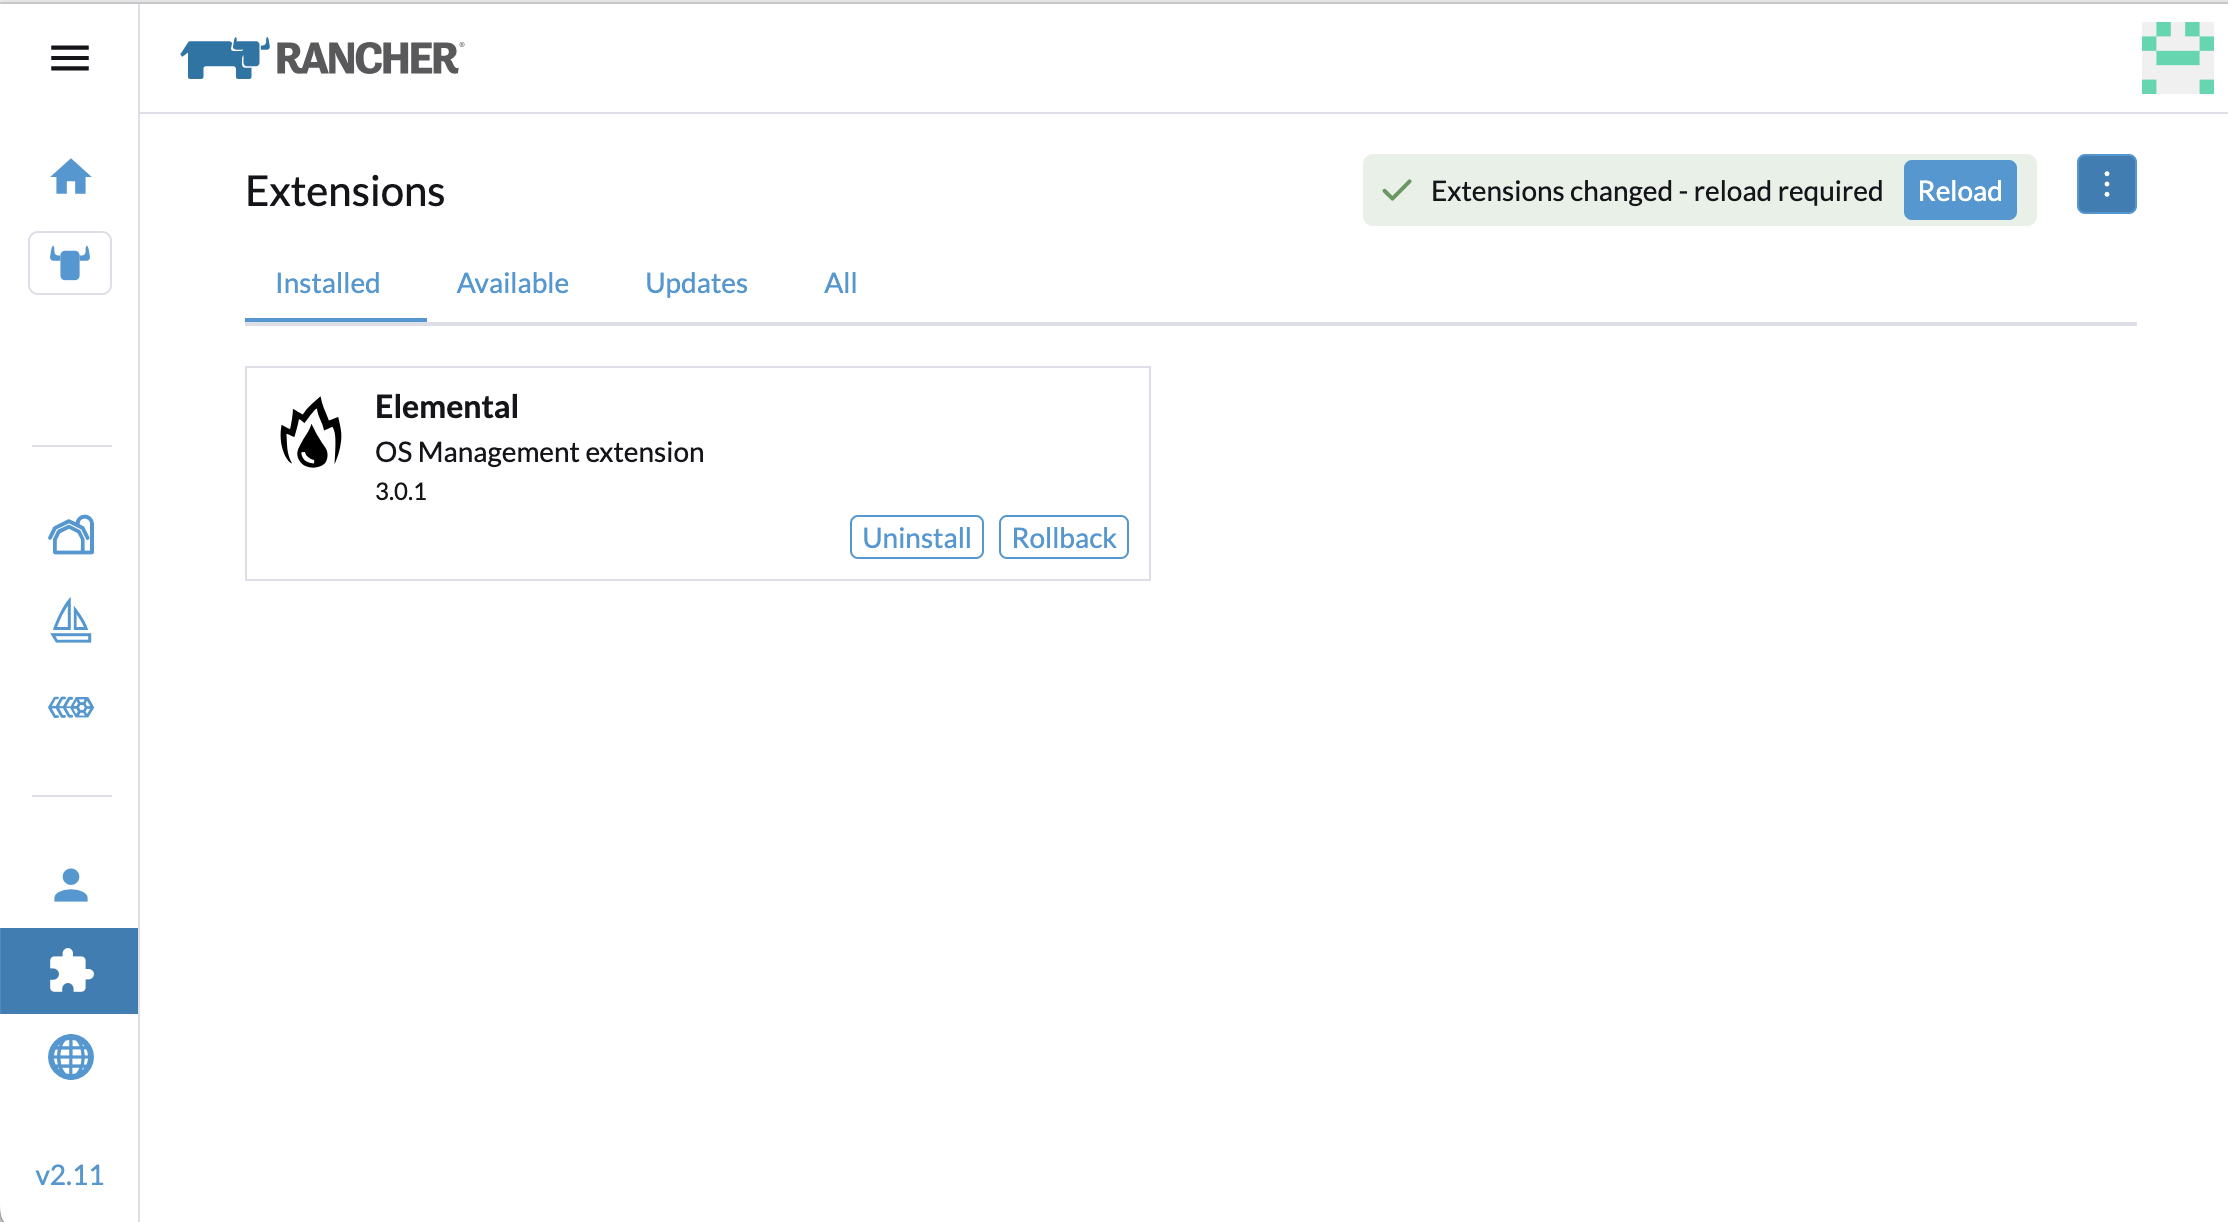 RANCHER®
Extensions
Extensions changed - reload required
Reload
Installed
Available
Updates
All
Elemental
OS Management extension
3.0.1
Uninstall
Rollback
v2.11